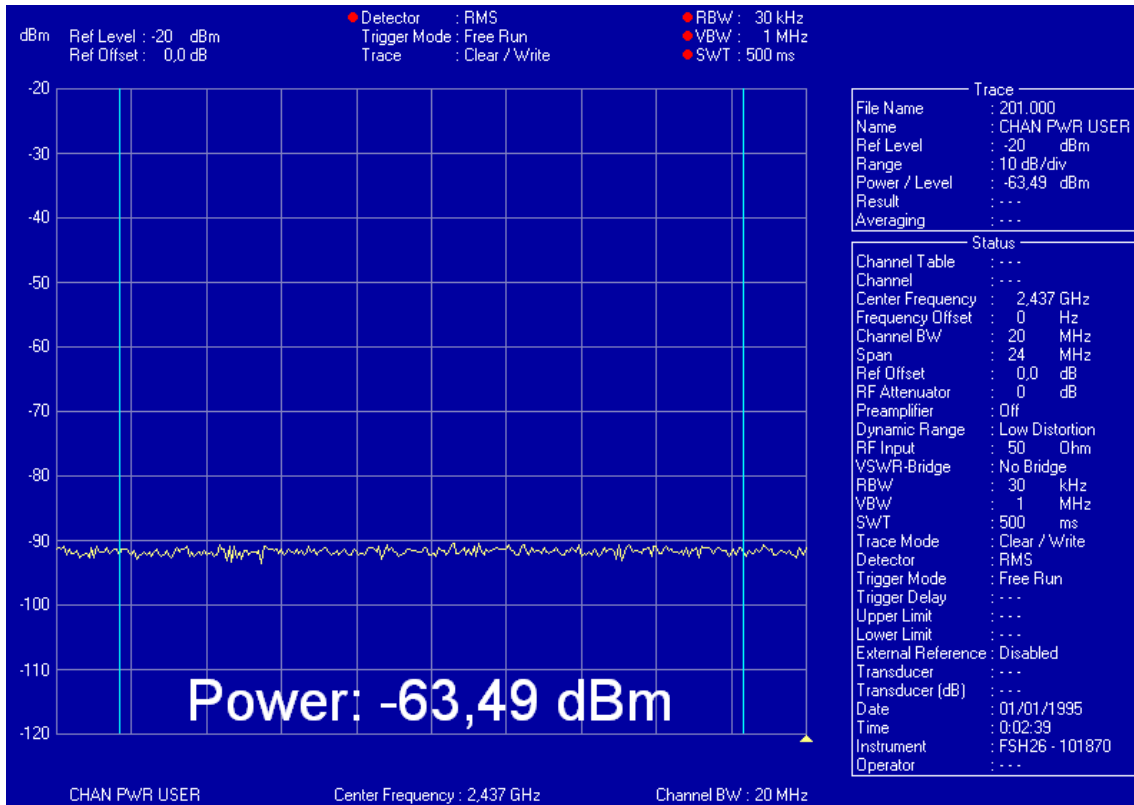 Detector : RMS
Trigger Mode : Free Run
Trace : Clear / Write
RBW : 30 kHz
VBW : 1 MHz
SWT : 500 ms
dBm Ref Level : -20 dBm
Ref Offset : 0,0 dB
-20
-30
-40
-50
-60
-70
-80
-90
-100
-110
-120
Power: -63,49 dBm
CHAN PWR USER
Center Frequency : 2,437 GHz
Channel BW : 20 MHz
Trace
File Name : 201.000
Name : CHAN PWR USER
Ref Level : -20 dBm
Range : 10 dB/div
Power / Level : -63,49 dBm
Result : - - -
Averaging : - - -
Status
Channel Table : - - -
Channel : - - -
Center Frequency : 2,437 GHz
Frequency Offset : 0 Hz
Channel BW : 20 MHz
Span : 24 MHz
Ref Offset : 0,0 dB
RF Attenuator : 0 dB
Preamplifier : Off
Dynamic Range : Low Distortion
RF Input : 50 Ohm
VSWR-Bridge : No Bridge
RBW : 30 kHz
VBW : 1 MHz
SWT : 500 ms
Trace Mode : Clear / Write
Detector : RMS
Trigger Mode : Free Run
Trigger Delay : - - -
Upper Limit : - - -
Lower Limit : - - -
External Reference : Disabled
Transducer : - - -
Transducer (dB) : - - -
Date : 01/01/1995
Time : 0:02:39
Instrument : FSH26 - 101870
Operator : - - -